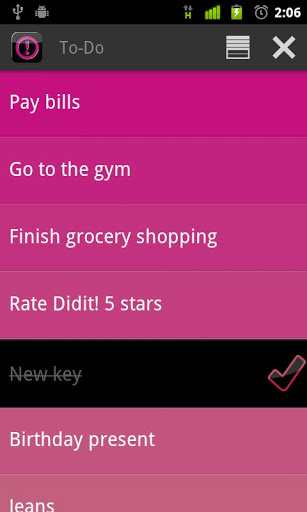 H 2:06
To-Do
Pay bills
Go to the gym
Finish grocery shopping
Rate Didit! 5 stars
New key
Birthday present
Jeans